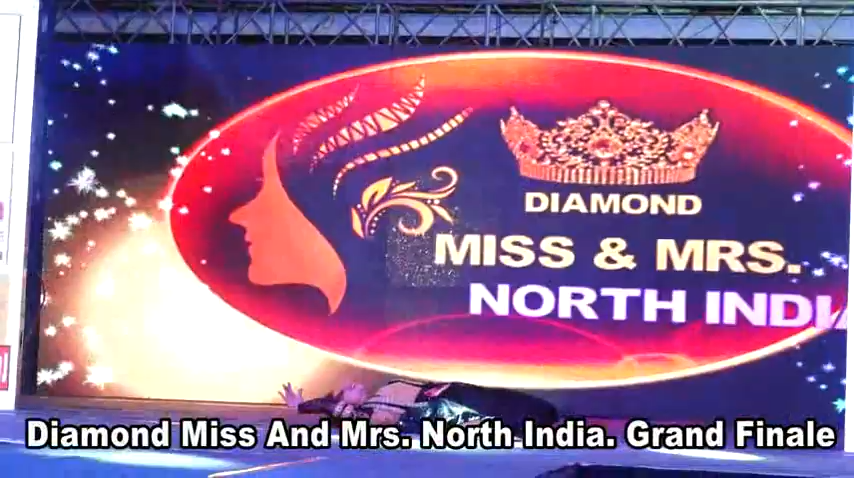 DIAMOND
MISS & MRS.
NORTH INDIA
Diamond Miss And Mrs. North India. Grand Finale